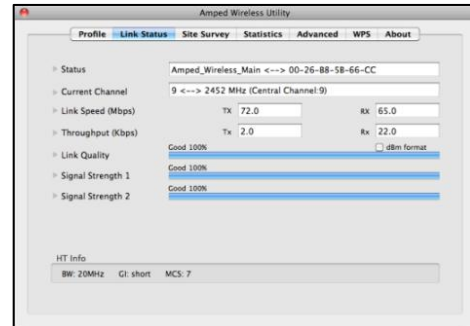 Amped Wireless Utility
Profile Link Status Site Survey Statistics Advanced WPS About
Status Amped_Wireless_Main <--> 00-26-B8-5B-66-CC
Current Channel 9 <--> 2452 MHz (Central Channel:9)
Link Speed (Mbps) TX 72.0 RX 65.0
Throughput (Kbps) Tx 2.0 Rx 22.0
Good 100% dBm format
Link Quality
Good 100%
Signal Strength 1
Good 100%
Signal Strength 2
HT Info
BW: 20MHz GI: short MCS: 7